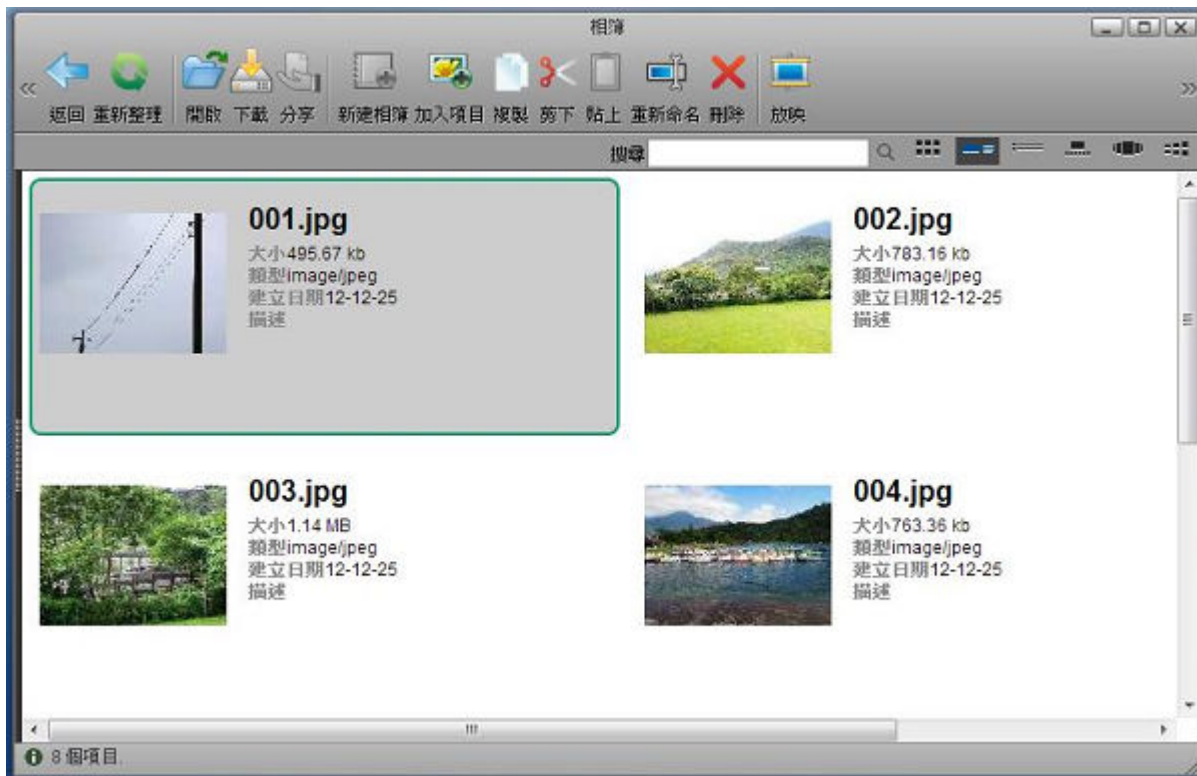 相簿
返回 重新整理 開啟 下載 分享 新建相簿 加入項目 複製 剪下 貼上 重新命名 刪除 放映
搜尋
001.jpg
大小495.67 kb
類型image/jpeg
建立日期12-12-25
描述
002.jpg
大小783.16 kb
類型image/jpeg
建立日期12-12-25
描述
003.jpg
大小1.14 MB
類型image/jpeg
建立日期12-12-25
描述
004.jpg
大小763.36 kb
類型image/jpeg
建立日期12-12-25
描述
8 個項目.